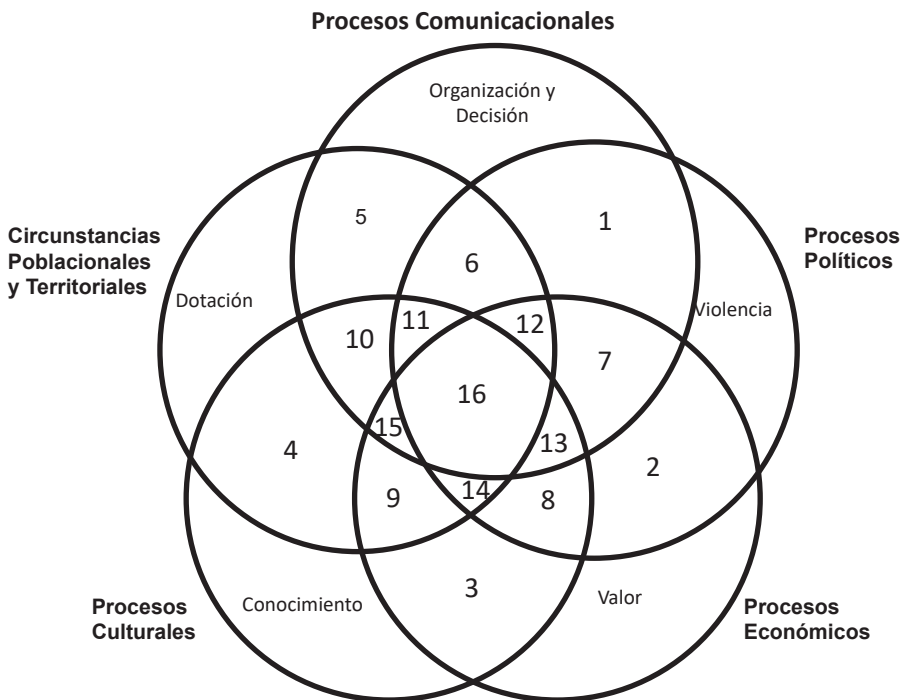 Procesos Comunicacionales
Organización y
Decisión
5
1
6
Circunstancias
Poblacionales
y Territoriales
Procesos
Políticos
Dotación
Violencia
11
12
10
7
16
15
13
4
2
14
9
8
3
Conocimiento
Valor
Procesos
Culturales
Procesos
Económicos